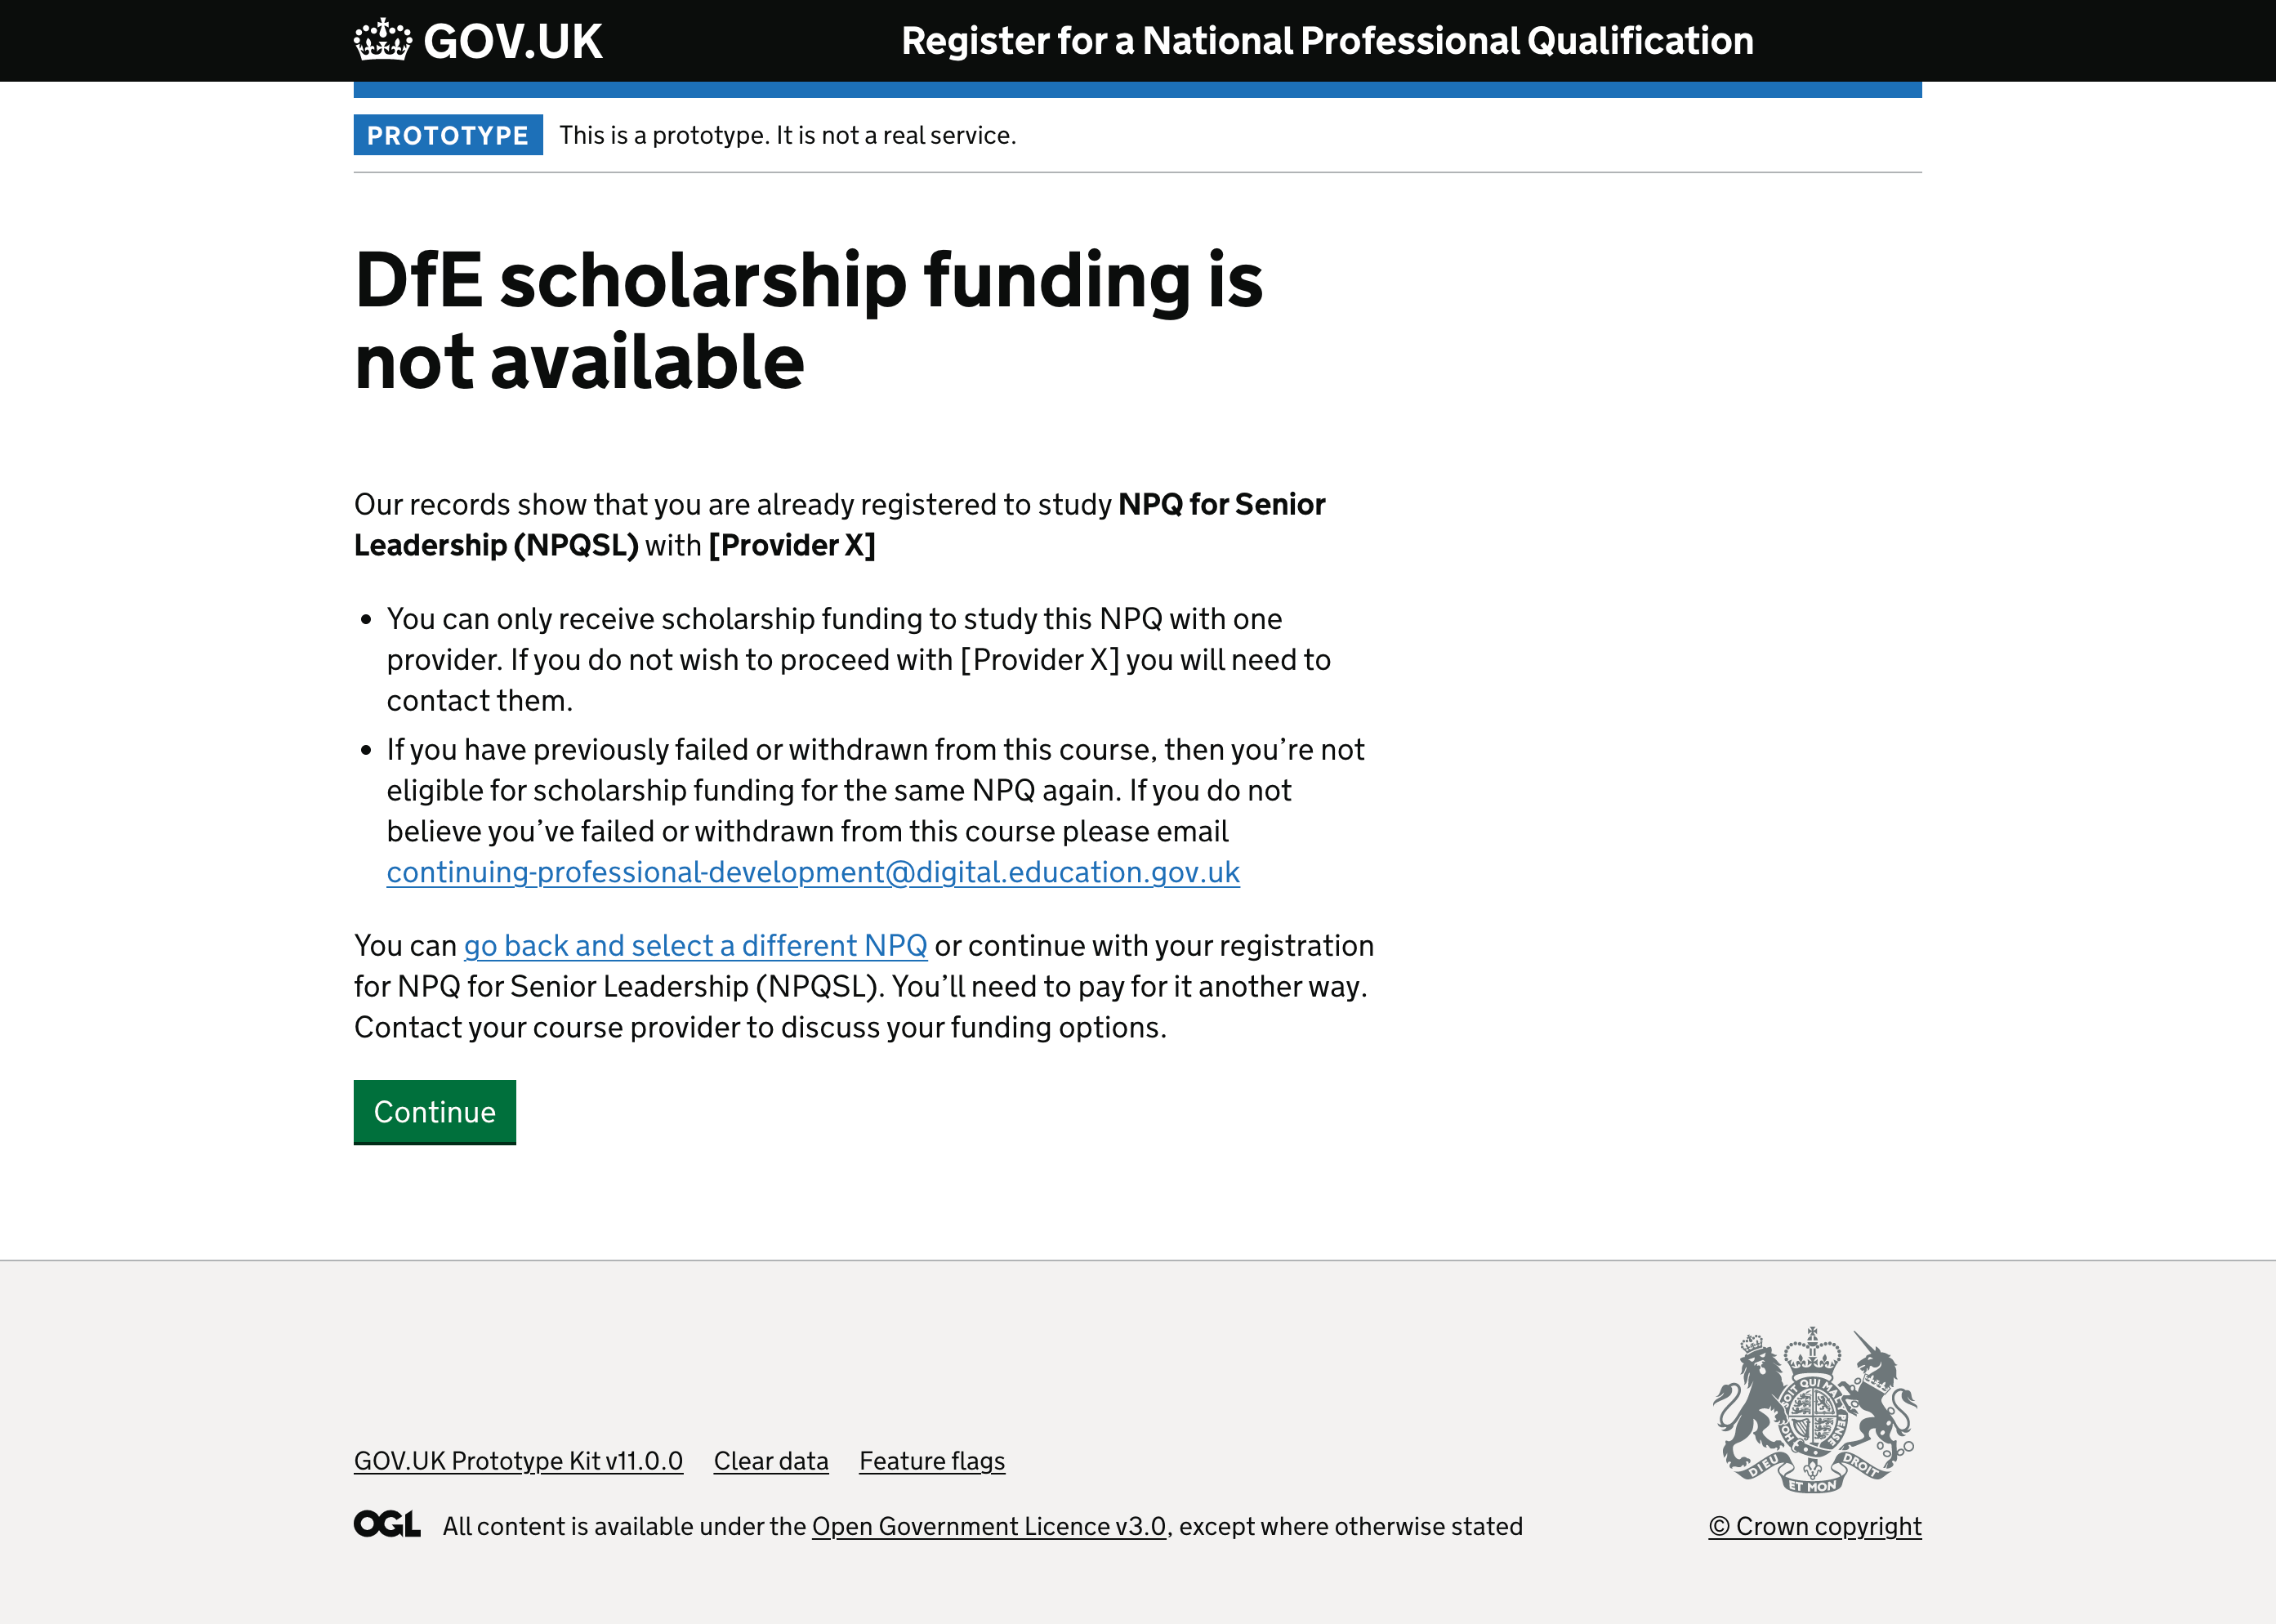 GOV.UK
Register for a National Professional Qualification
PROTOTYPE This is a prototype. It is not a real service.
DfE scholarship funding is
not available
Our records show that you are already registered to study NPQ for Senior
Leadership (NPQSL) with [Provider X]
• You can only receive scholarship funding to study this NPQ with one
provider. If you do not wish to proceed with [Provider X] you will need to
contact them.
• If you have previously failed or withdrawn from this course, then you’re not
eligible for scholarship funding for the same NPQ again. If you do not
believe you’ve failed or withdrawn from this course please email
continuing-professional-development@digital.education.gov.uk
You can go back and select a different NPQ or continue with your registration
for NPQ for Senior Leadership (NPQSL). You’ll need to pay for it another way.
Contact your course provider to discuss your funding options.
Continue
GOV.UK Prototype Kit v11.0.0 Clear data Feature flags
OGL All content is available under the Open Government Licence v3.0, except where otherwise stated
DIEU ET MON DROIT
© Crown copyright